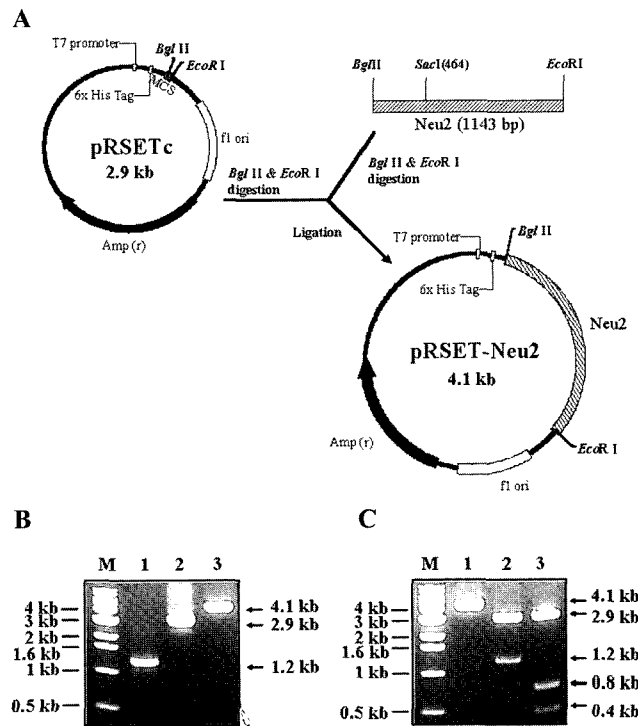 A
T7 promoter
Bgl II
EcoR I
6x His Tag
MCS
pRSETc
2.9 kb
f1 ori
Amp (r)
BglII
SacI(464)
EcoRI
Neu2 (1143 bp)
Bgl II & EcoR I
digestion
Bgl II & EcoR I
digestion
Ligation
T7 promoter
Bgl II
6x His Tag
Neu2
pRSET-Neu2
4.1 kb
Amp (r)
EcoR I
f1 ori
B
M 1 2 3
4 kb
3 kb
2 kb
1.6 kb
1 kb
0.5 kb
4.1 kb
2.9 kb
1.2 kb
C
M 1 2 3
4 kb
3 kb
2 kb
1.6 kb
1 kb
0.5 kb
4.1 kb
2.9 kb
1.2 kb
0.8 kb
0.4 kb